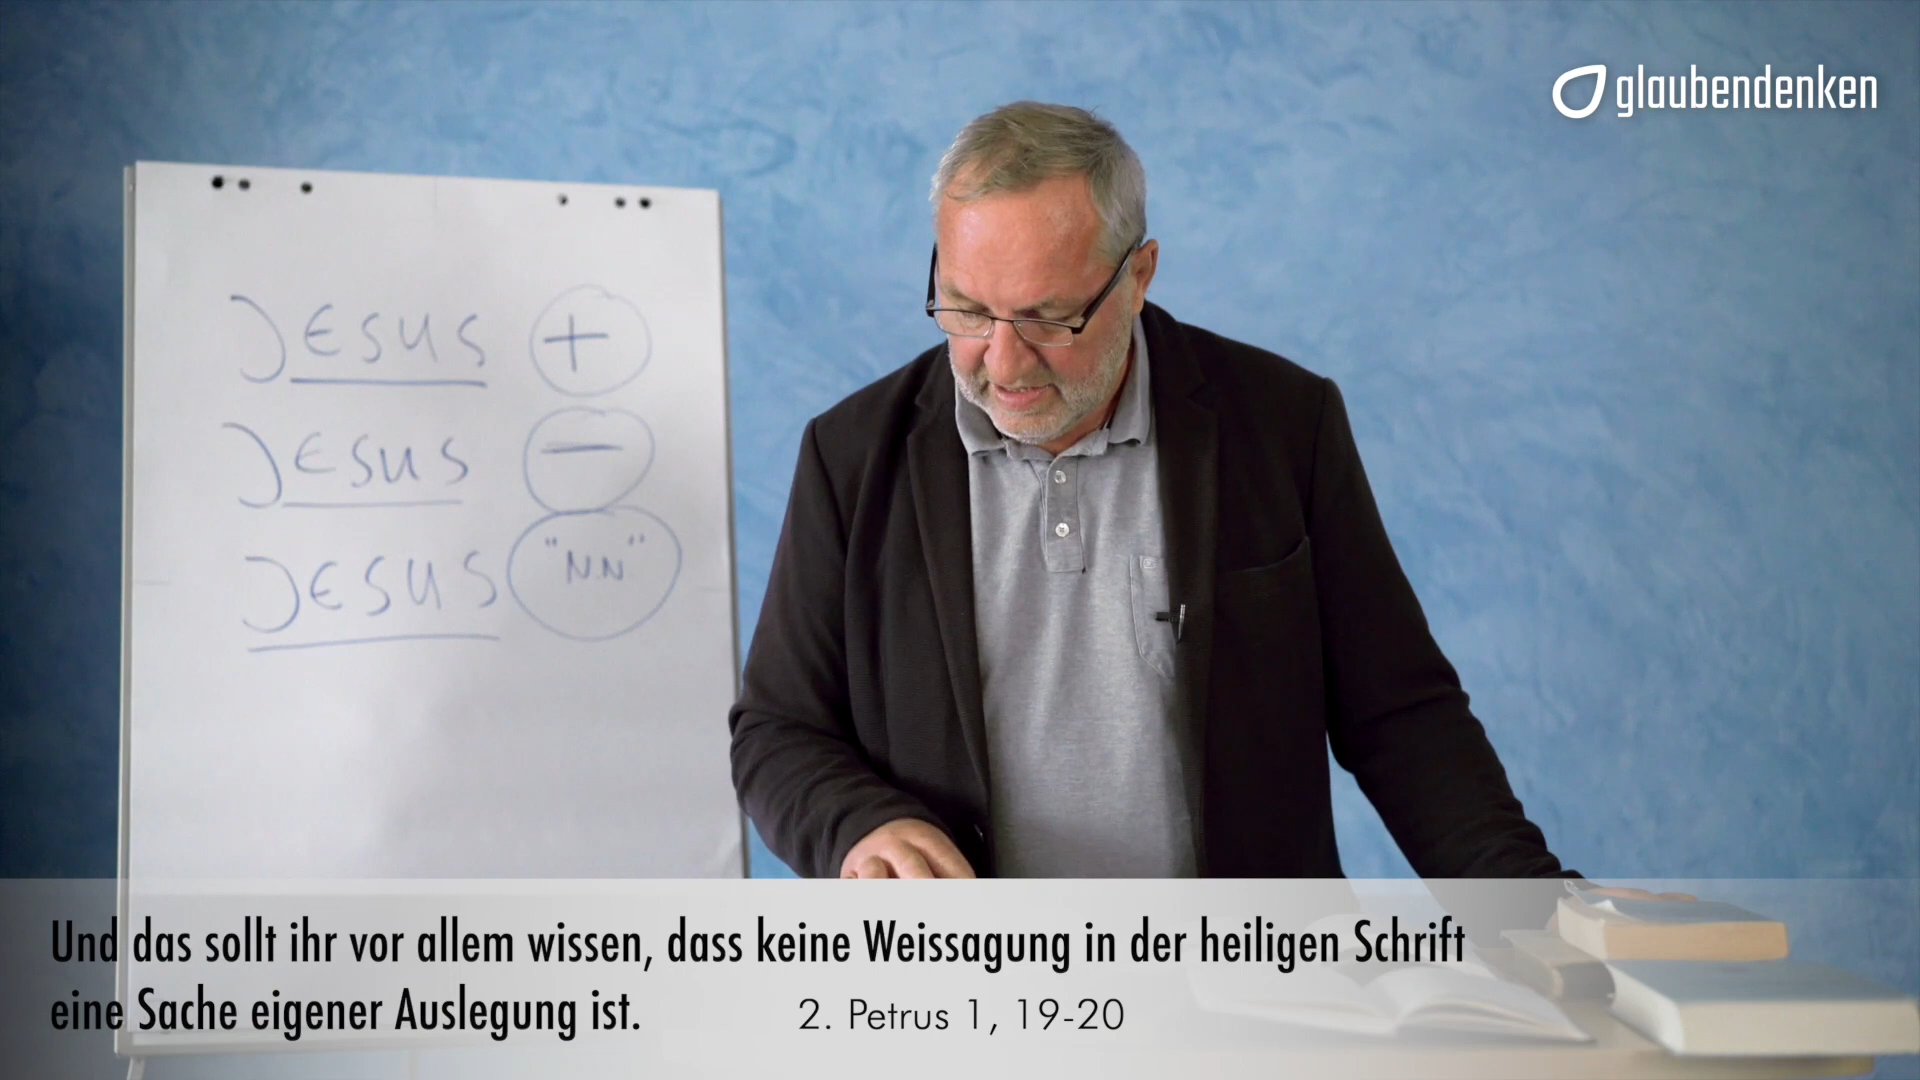 glaubendenken
JESUS +
JESUS −
JESUS "N.N"
Und das sollt ihr vor allem wissen, dass keine Weissagung in der heiligen Schrift
eine Sache eigener Auslegung ist. 2. Petrus 1, 19-20